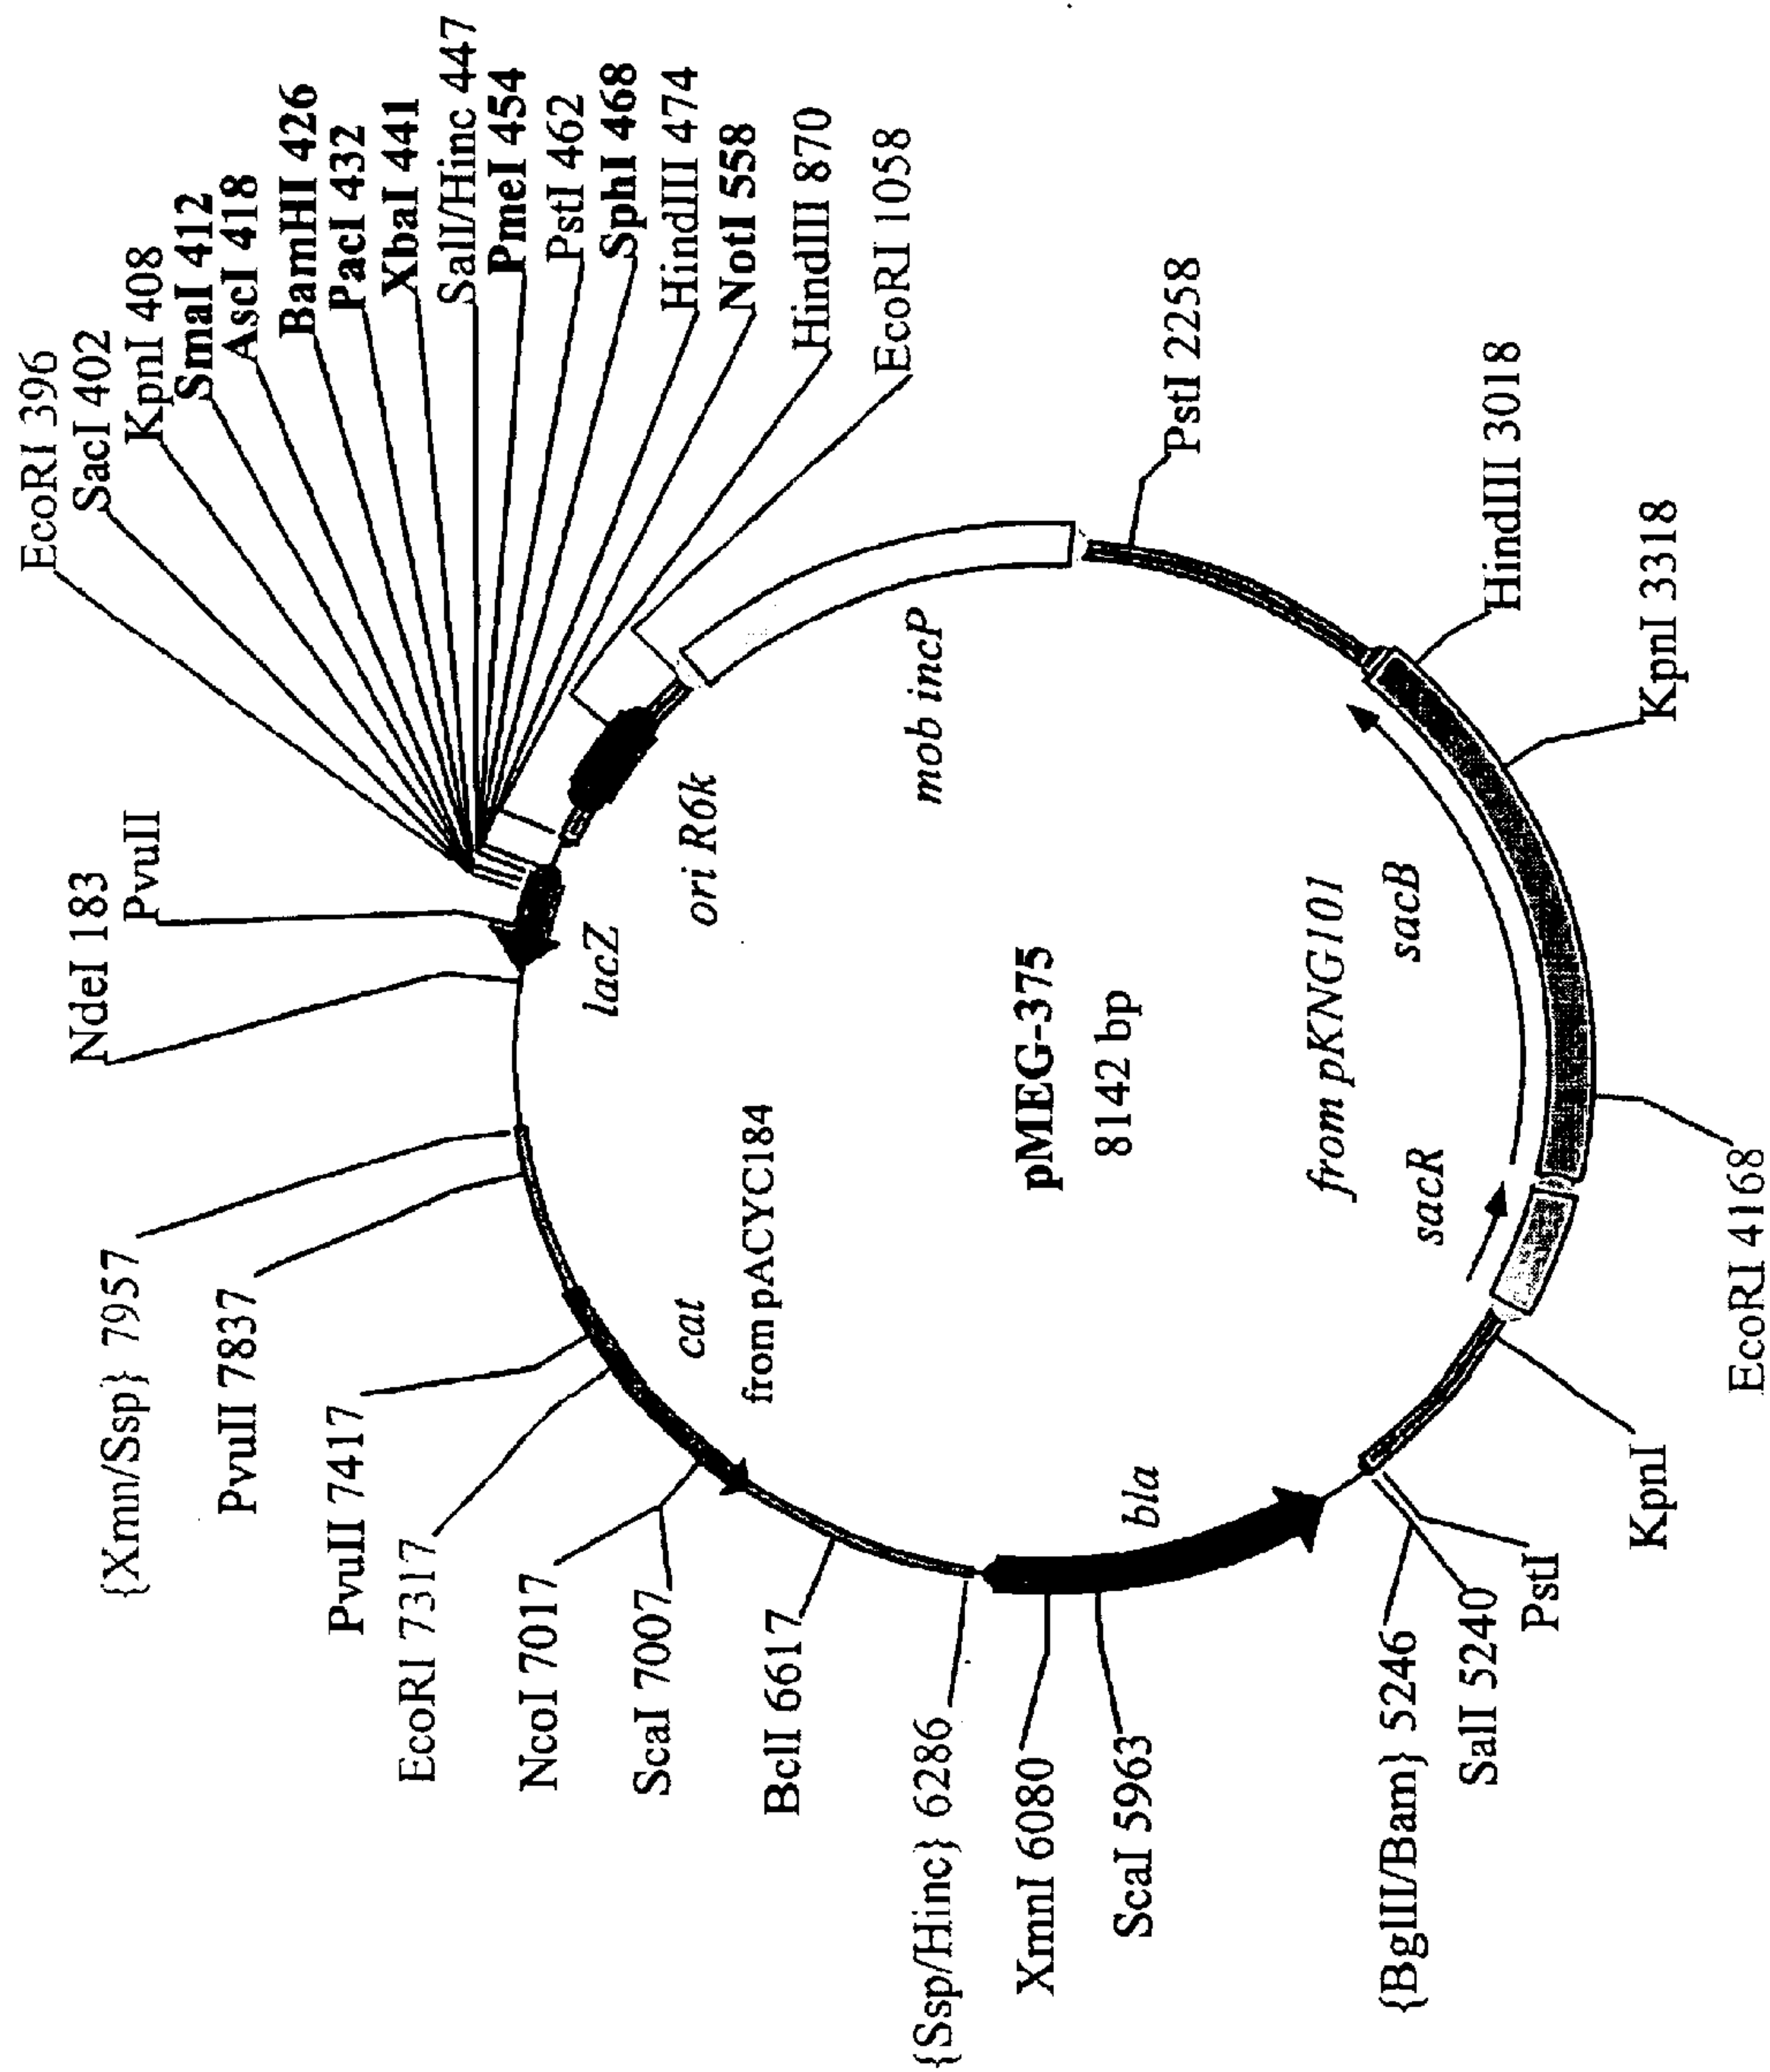 EcoRI 396
SacI 402
KpnI 408
SmaI 412
AscI 418
BamHI 426
PacI 432
XbaI 441
SalI/Hinc 447
PmeI 454
PstI 462
SphI 468
HindIII 474
NotI 558
HindIII 870
EcoRI 1058
PstI 2258
HindIII 3018
KpnI 3318
EcoRI 4168
KpnI
PstI
SalI 5240
{BglII/Bam} 5246
ScaI 5963
XmnI 6080
{Ssp/Hinc} 6286
BclI 6617
ScaI 7007
NcoI 7017
EcoRI 7317
PvuII 7417
PvuII 7837
{Xmn/Ssp} 7957
NdeI 183
PvuII
lacZ
ori R6k
mob incP
cat
from pACYC184
pMEG-375
8142 bp
from pKNG101
sacB
sacR
bla